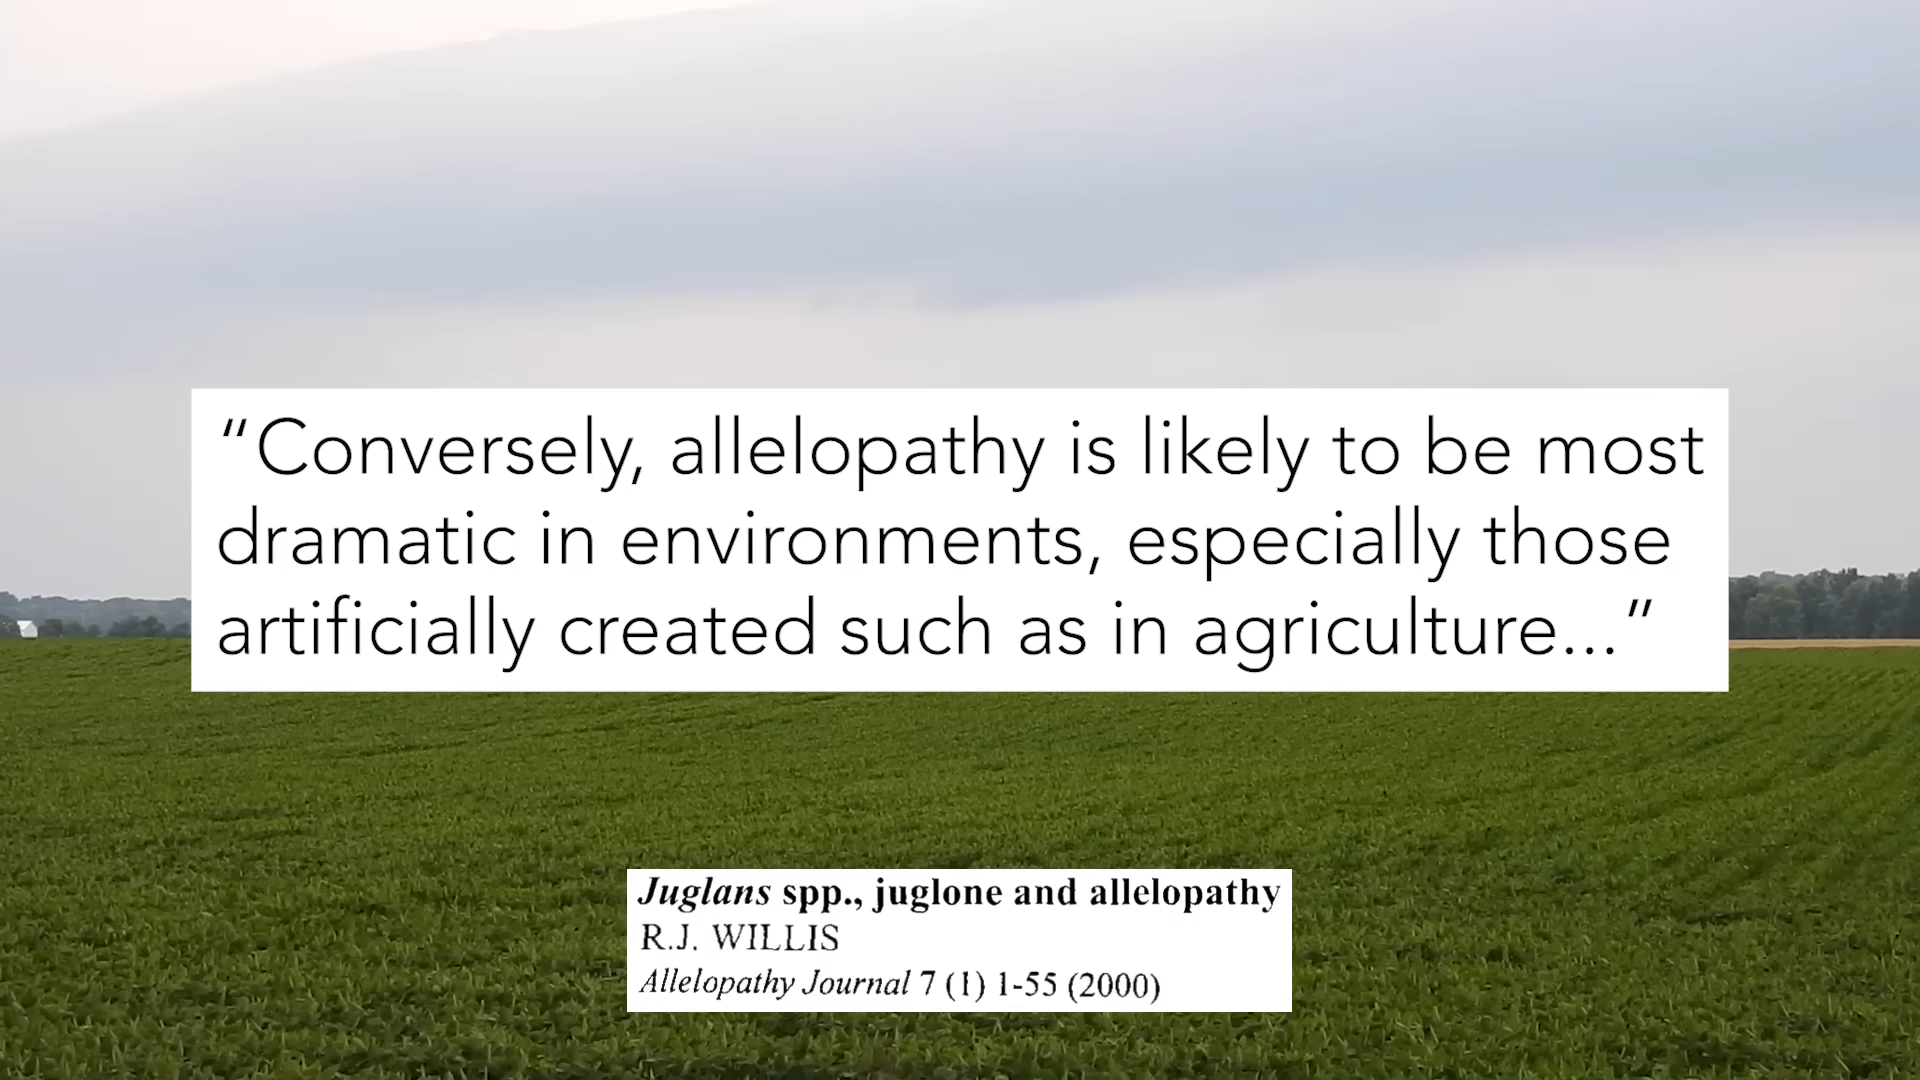 “Conversely, allelopathy is likely to be most
dramatic in environments, especially those
artificially created such as in agriculture...”
Juglans spp., juglone and allelopathy
R.J. WILLIS
Allelopathy Journal 7 (1) 1-55 (2000)